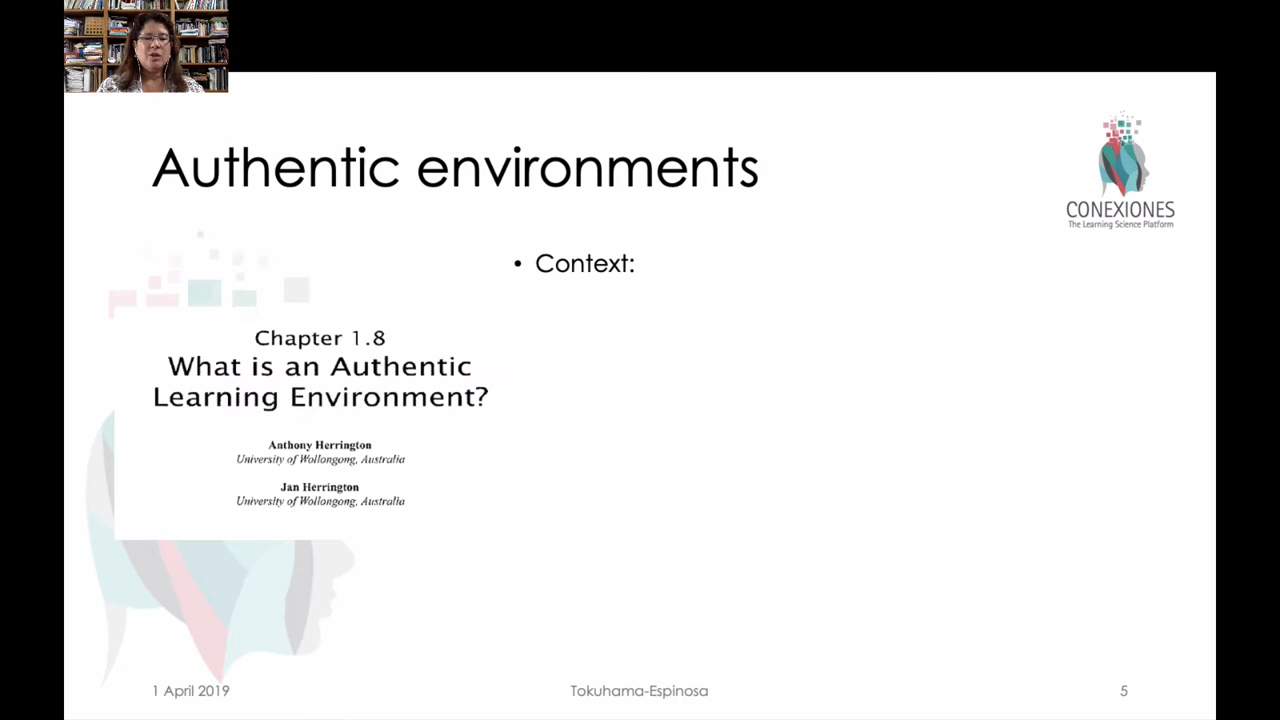 Authentic environments
CONEXIONES
The Learning Science Platform
• Context:
Chapter 1.8
What is an Authentic
Learning Environment?
Anthony Herrington
University of Wollongong, Australia
Jan Herrington
University of Wollongong, Australia
1 April 2019
Tokuhama-Espinosa
5